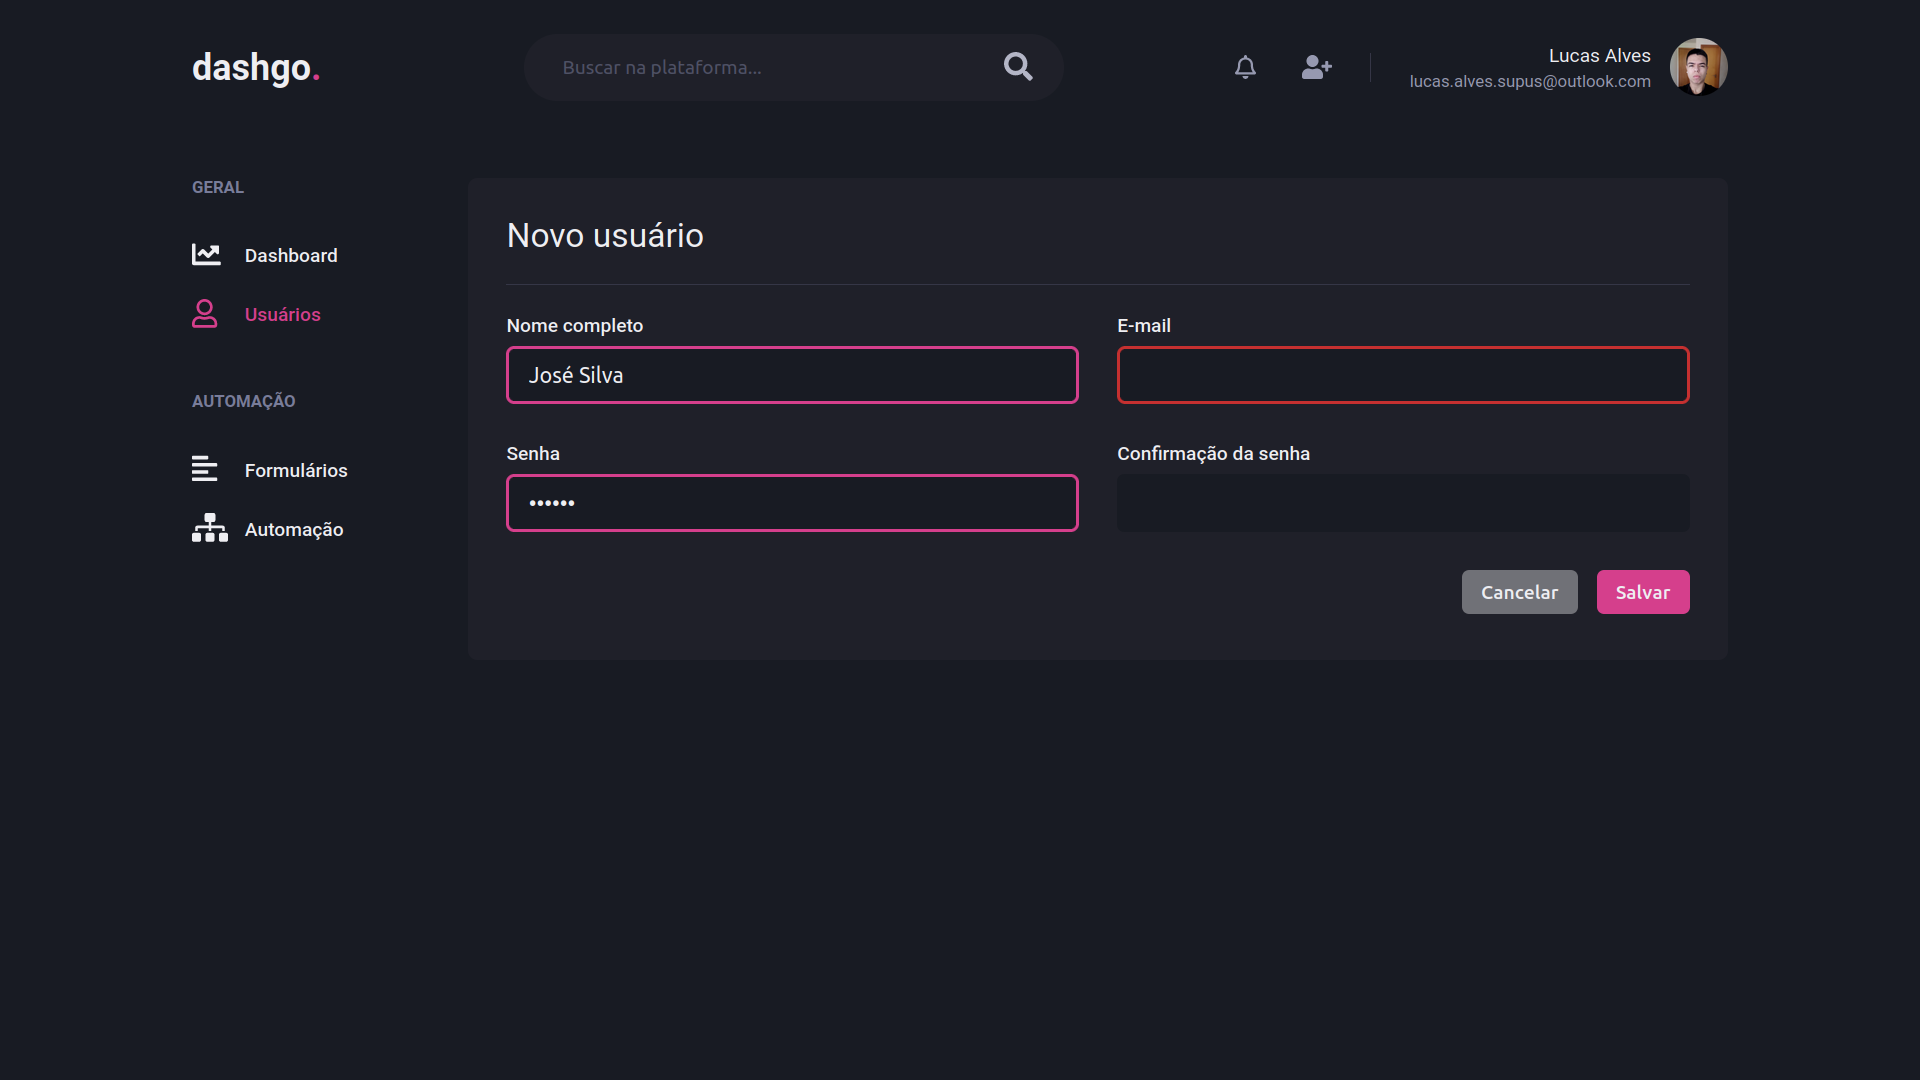 dashgo.
Buscar na plataforma...
Lucas Alves
lucas.alves.supus@outlook.com
GERAL
Dashboard
Usuários
AUTOMAÇÃO
Formulários
Automação
Novo usuário
Nome completo
José Silva
E-mail
Senha
••••••
Confirmação da senha
Cancelar
Salvar